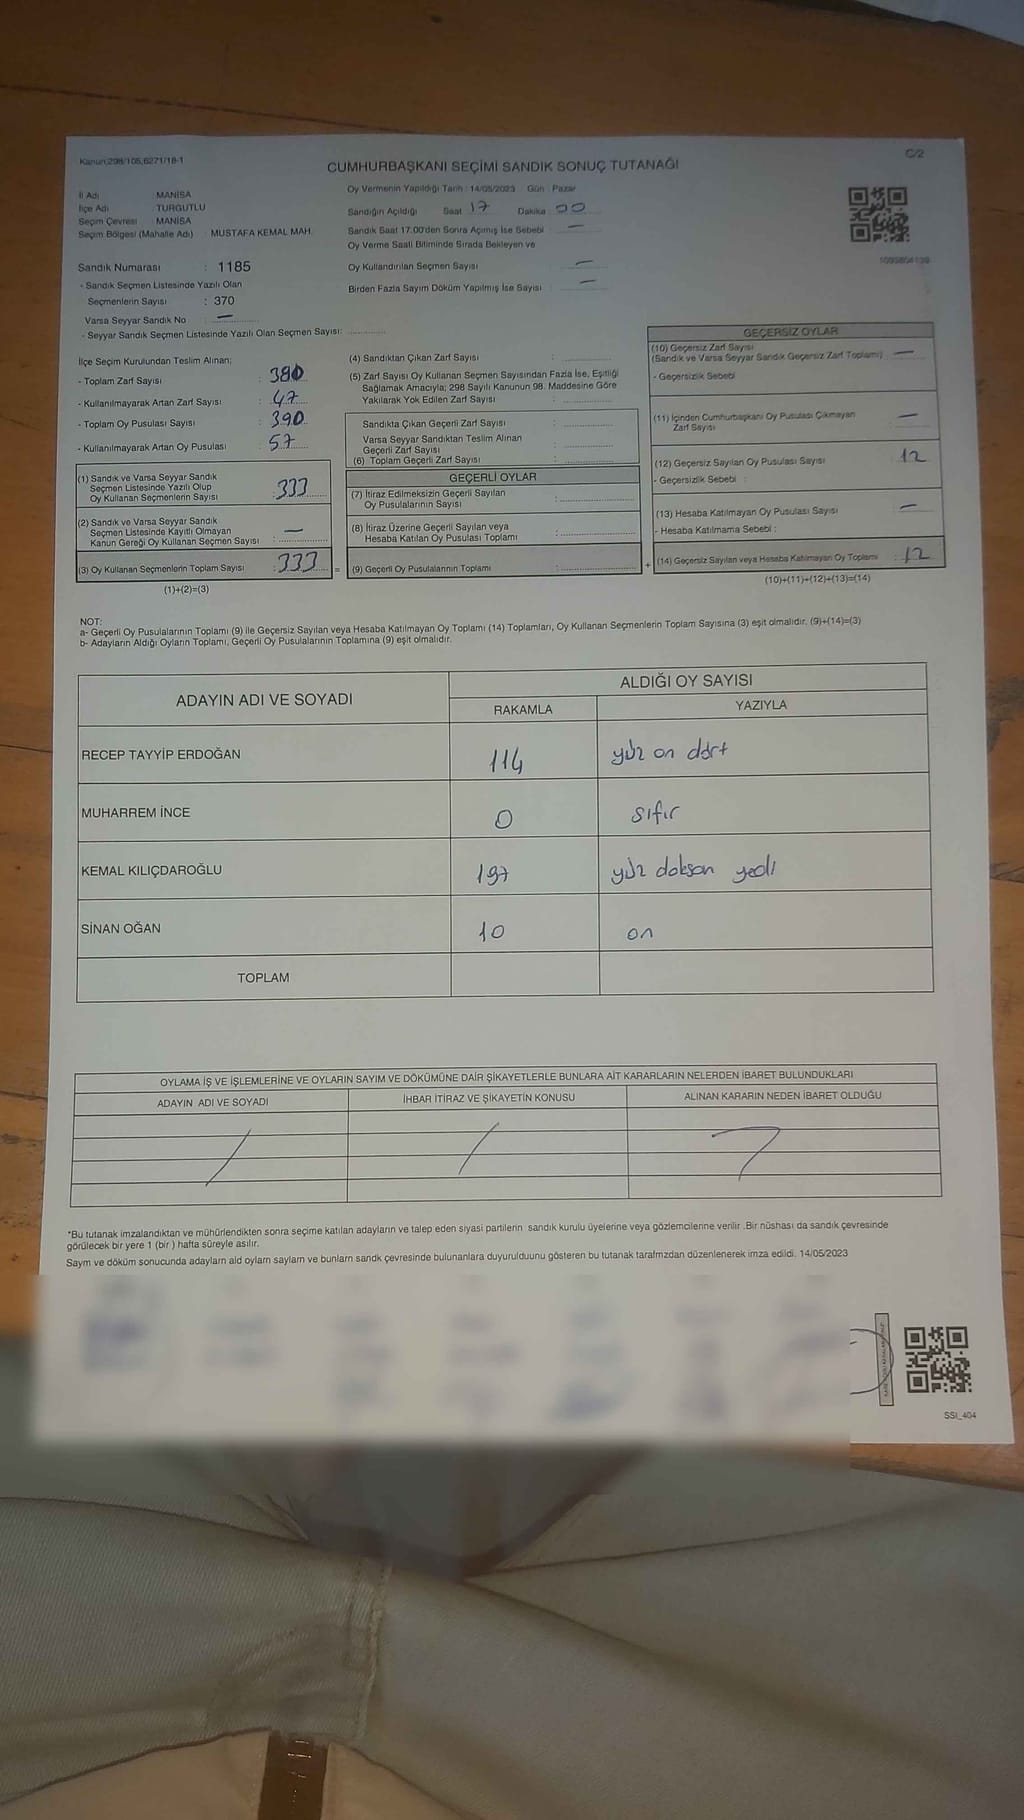 Kanun:298/105,6271/18-1
C/2
CUMHURBAŞKANI SEÇİMİ SANDIK SONUÇ TUTANAĞI
İl Adı MANİSA
İlçe Adı TURGUTLU
Seçim Çevresi MANİSA
Seçim Bölgesi (Mahalle Adı) : MUSTAFA KEMAL MAH.
Oy Vermenin Yapıldığı Tarih : 14/05/2023 Gün : Pazar
Sandığın Açıldığı Saat 17 Dakika 00
Sandık Saat 17.00'den Sonra Açılmış İse Sebebi : —
Oy Verme Saati Bitiminde Sırada Bekleyen ve
Oy Kullandırılan Seçmen Sayısı : —
Birden Fazla Sayım Döküm Yapılmış İse Sayısı : —
Sandık Numarası : 1185
- Sandık Seçmen Listesinde Yazılı Olan
Seçmenlerin Sayısı : 370
Varsa Seyyar Sandık No : —
- Seyyar Sandık Seçmen Listesinde Yazılı Olan Seçmen Sayısı: ............
İlçe Seçim Kurulundan Teslim Alınan;
- Toplam Zarf Sayısı : 380
- Kullanılmayarak Artan Zarf Sayısı : 47
- Toplam Oy Pusulası Sayısı : 390
- Kullanılmayarak Artan Oy Pusulası : 57
(1) Sandık ve Varsa Seyyar Sandık
Seçmen Listesinde Yazılı Olup
Oy Kullanan Seçmenlerin Sayısı : 333
(2) Sandık ve Varsa Seyyar Sandık
Seçmen Listesinde Kayıtlı Olmayan
Kanun Gereği Oy Kullanan Seçmen Sayısı : —
(3) Oy Kullanan Seçmenlerin Toplam Sayısı : 333 =
(1)+(2)=(3)
(4) Sandıktan Çıkan Zarf Sayısı :
(5) Zarf Sayısı Oy Kullanan Seçmen Sayısından Fazla İse, Eşitliği
Sağlamak Amacıyla; 298 Sayılı Kanunun 98. Maddesine Göre
Yakılarak Yok Edilen Zarf Sayısı :
Sandıkta Çıkan Geçerli Zarf Sayısı :
Varsa Seyyar Sandıktan Teslim Alınan
Geçerli Zarf Sayısı :
(6) Toplam Geçerli Zarf Sayısı :
GEÇERLİ OYLAR
(7) İtiraz Edilmeksizin Geçerli Sayılan
Oy Pusulalarının Sayısı :
(8) İtiraz Üzerine Geçerli Sayılan veya
Hesaba Katılan Oy Pusulası Toplamı :
(9) Geçerli Oy Pusulalarının Toplamı : +
GEÇERSİZ OYLAR
(10) Geçersiz Zarf Sayısı
(Sandık ve Varsa Seyyar Sandık Geçersiz Zarf Toplamı) —
- Geçersizlik Sebebi
(11) İçinden Cumhurbaşkanı Oy Pusulası Çıkmayan
Zarf Sayısı : —
(12) Geçersiz Sayılan Oy Pusulası Sayısı : 12
- Geçersizlik Sebebi :
(13) Hesaba Katılmayan Oy Pusulası Sayısı : —
- Hesaba Katılmama Sebebi :
(14) Geçersiz Sayılan veya Hesaba Katılmayan Oy Toplamı : 12
(10)+(11)+(12)+(13)=(14)
NOT:
a- Geçerli Oy Pusulalarının Toplamı (9) ile Geçersiz Sayılan veya Hesaba Katılmayan Oy Toplamı (14) Toplamları, Oy Kullanan Seçmenlerin Toplam Sayısına (3) eşit olmalıdır. (9)+(14)=(3)
b- Adayların Aldığı Oyların Toplamı, Geçerli Oy Pusulalarının Toplamına (9) eşit olmalıdır.
ADAYIN ADI VE SOYADI
ALDIĞI OY SAYISI
RAKAMLA YAZIYLA
RECEP TAYYİP ERDOĞAN 114 yüz on dört
MUHARREM İNCE 0 sıfır
KEMAL KILIÇDAROĞLU 197 yüz doksan yedi
SİNAN OĞAN 10 on
TOPLAM
OYLAMA İŞ VE İŞLEMLERİNE VE OYLARIN SAYIM VE DÖKÜMÜNE DAİR ŞİKAYETLERLE BUNLARA AİT KARARLARIN NELERDEN İBARET BULUNDUKLARI
ADAYIN ADI VE SOYADI İHBAR İTİRAZ VE ŞİKAYETİN KONUSU ALINAN KARARIN NEDEN İBARET OLDUĞU
*Bu tutanak imzalandıktan ve mühürlendikten sonra seçime katılan adayların ve talep eden siyasi partilerin sandık kurulu üyelerine veya gözlemcilerine verilir .Bir nüshası da sandık çevresinde
görülecek bir yere 1 (bir ) hafta süreyle asılır.
Saym ve döküm sonucunda adaylarn ald oylarn saylarn ve bunlarn sandk çevresinde bulunanlara duyurulduunu gösteren bu tutanak tarafmzdan düzenlenerek imza edildi. 14/05/2023
SSI_404